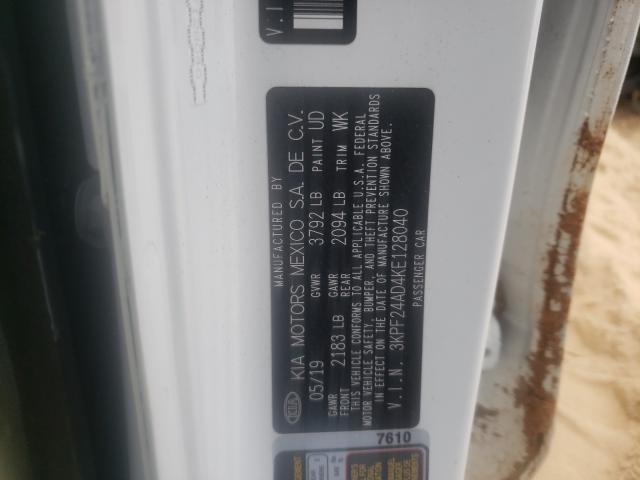 V.I
MANUFACTURED BY
KIA KIA MOTORS MEXICO S.A. DE C.V.
05/19 GVWR 3792 LB PAINT UD
GAWR FRONT 2183 LB GAWR REAR 2094 LB TRIM WK
THIS VEHICLE CONFORMS TO ALL APPLICABLE U.S.A. FEDERAL
MOTOR VEHICLE SAFETY, BUMPER, AND THEFT PREVENTION STANDARDS
IN EFFECT ON THE DATE OF MANUFACTURE SHOWN ABOVE.
V.I.N. 3KPF24AD4KE128040
PASSENGER CAR
7610